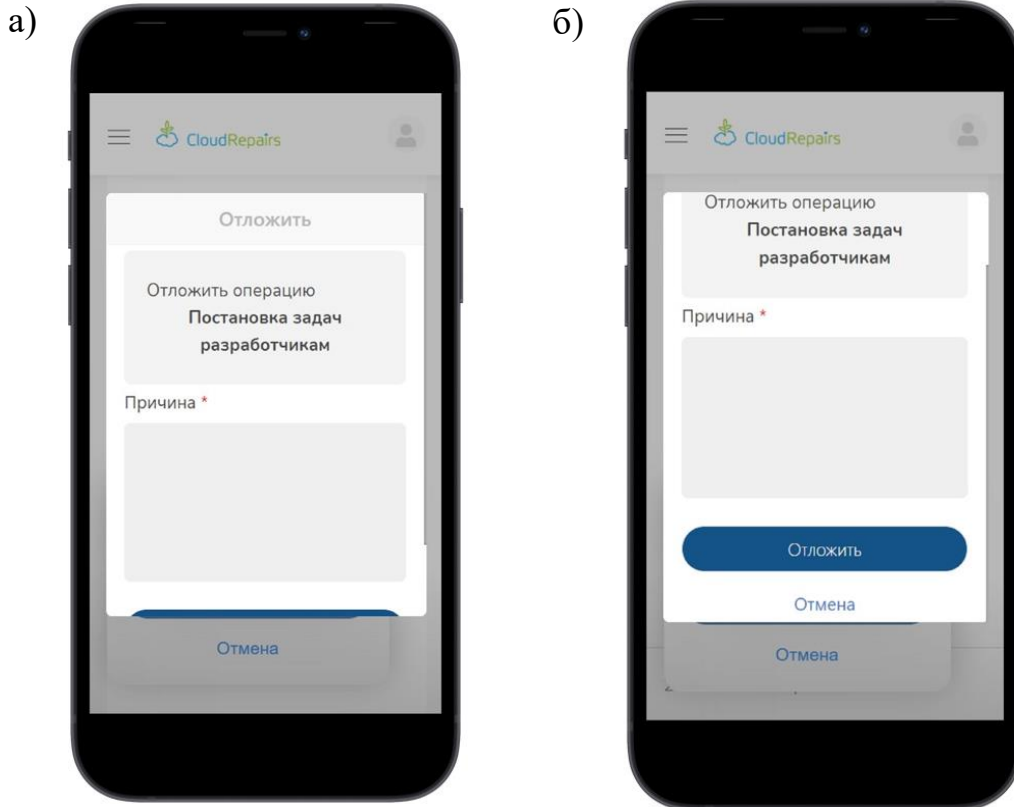 а)
CloudRepairs
Отложить
Отложить операцию
Постановка задач
разработчикам
Причина *
Отмена
б)
CloudRepairs
Отложить операцию
Постановка задач
разработчикам
Причина *
Отложить
Отмена
Отмена